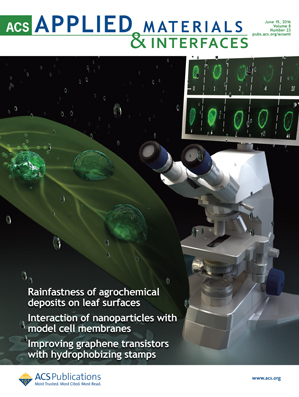 ACS APPLIED MATERIALS
& INTERFACES
June 15, 2016
Volume 8
Number 23
pubs.acs.org/acsami
Rainfastness of agrochemical
deposits on leaf surfaces
Interaction of nanoparticles with
model cell membranes
Improving graphene transistors
with hydrophobizing stamps
ACS Publications
Most Trusted. Most Cited. Most Read.
www.acs.org